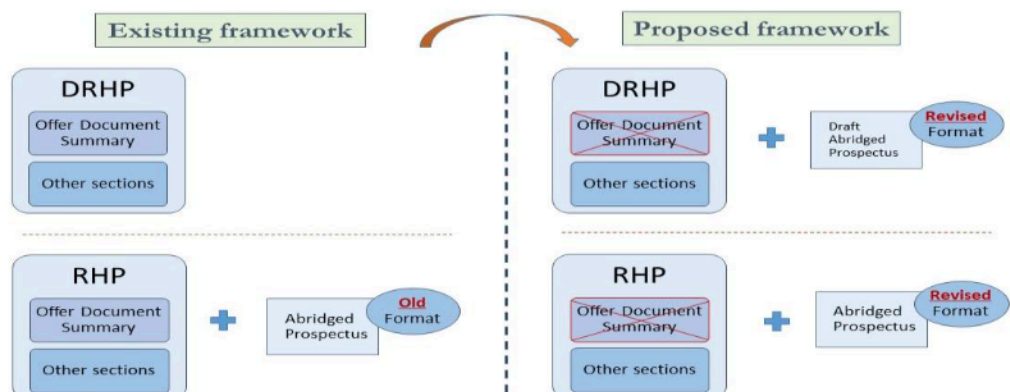 Existing framework
Proposed framework
DRHP
Offer Document
Summary
Other sections
DRHP
Offer Document
Summary
Other sections
Draft
Abridged
Prospectus
Revised
Format
RHP
Offer Document
Summary
Other sections
Abridged
Prospectus
Old
Format
RHP
Offer Document
Summary
Other sections
Abridged
Prospectus
Revised
Format